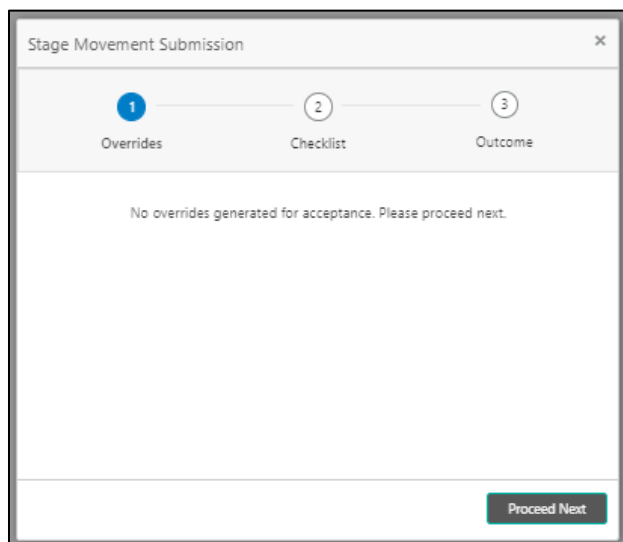 Stage Movement Submission
×
1
2
3
Overrides
Checklist
Outcome
No overrides generated for acceptance. Please proceed next.
Proceed Next